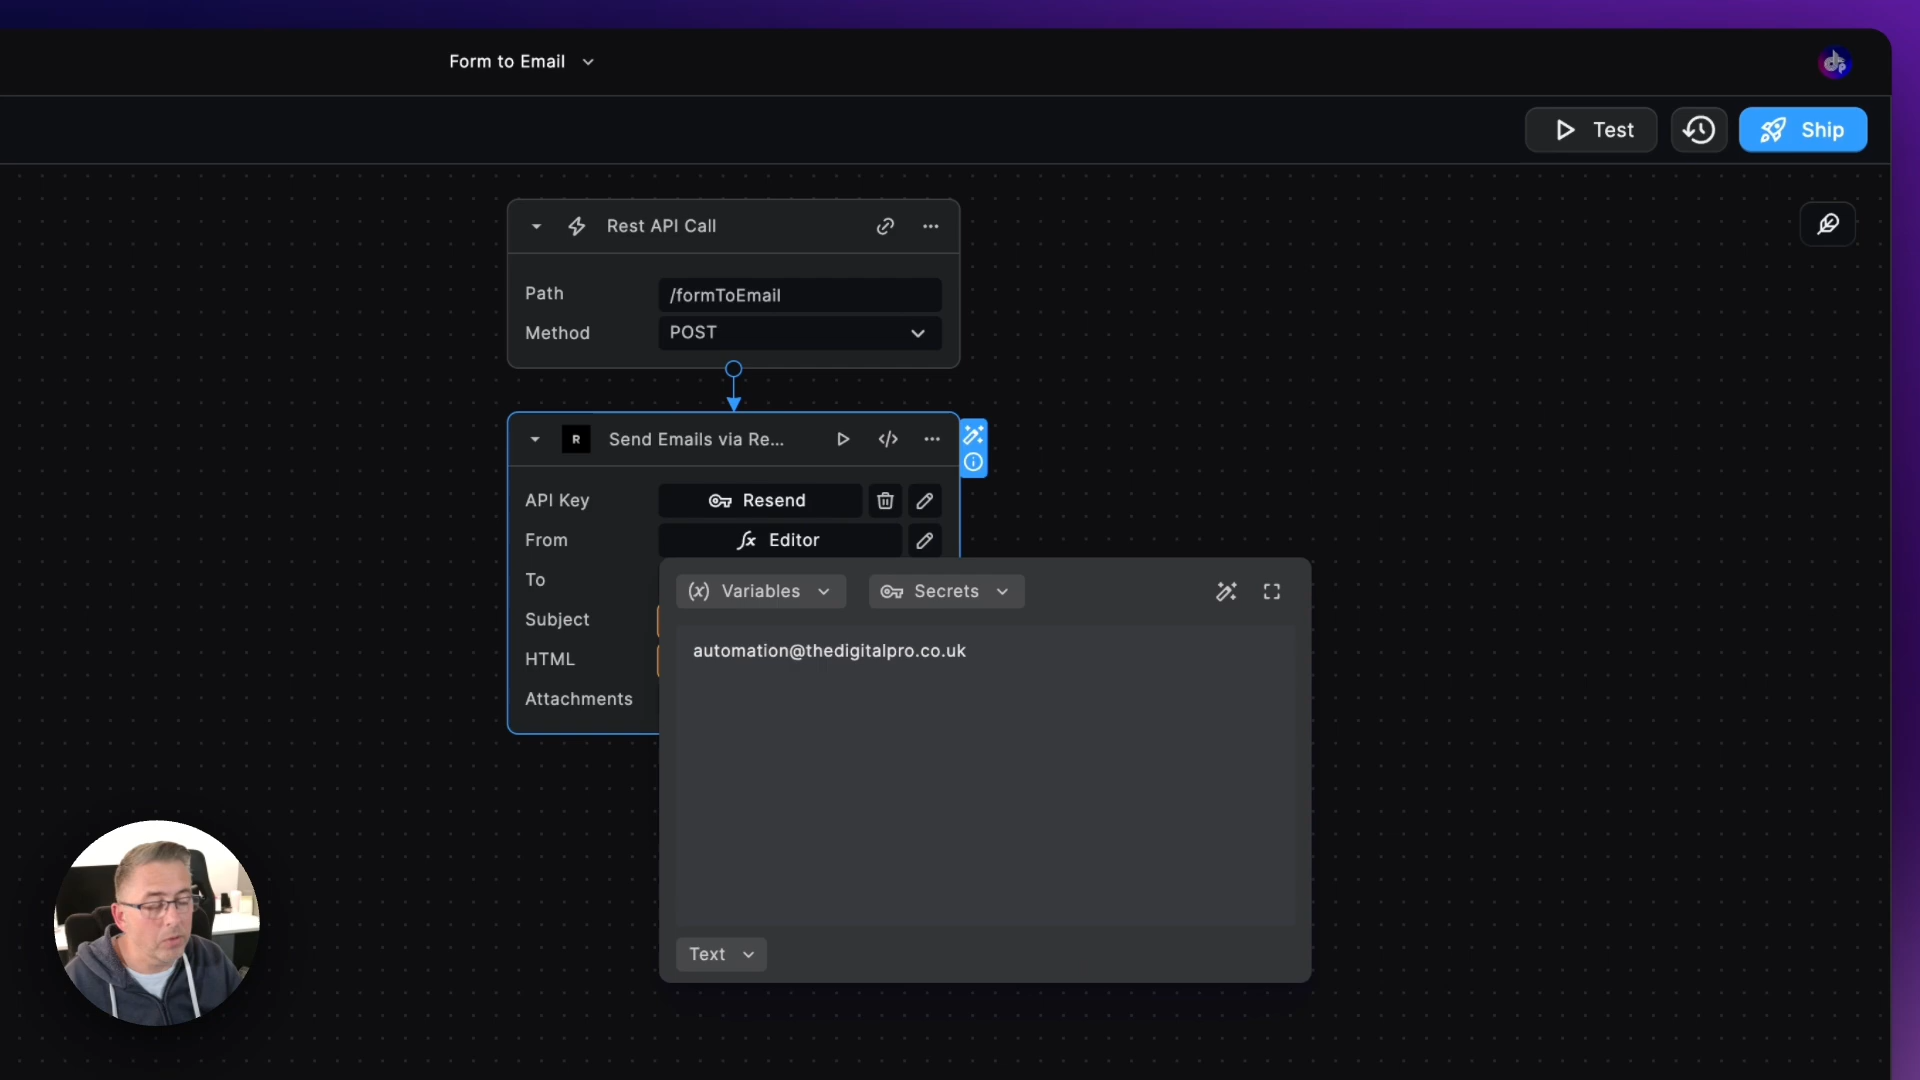 Form to Email
Test
Ship
Rest API Call
Path
/formToEmail
Method
POST
R
Send Emails via Re...
API Key
Resend
From
Editor
To
Variables
Secrets
Subject
automation@thedigitalpro.co.uk
HTML
Attachments
Text